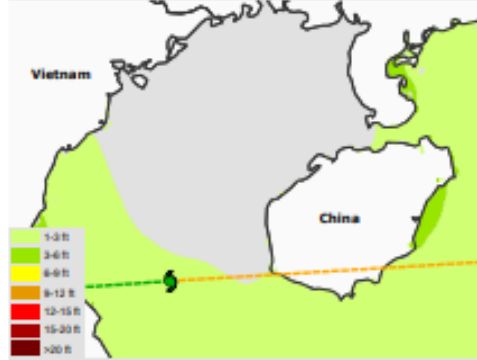 Vietnam
China
1-3 ft
3-6 ft
6-9 ft
9-12 ft
12-15 ft
15-20 ft
>20 ft